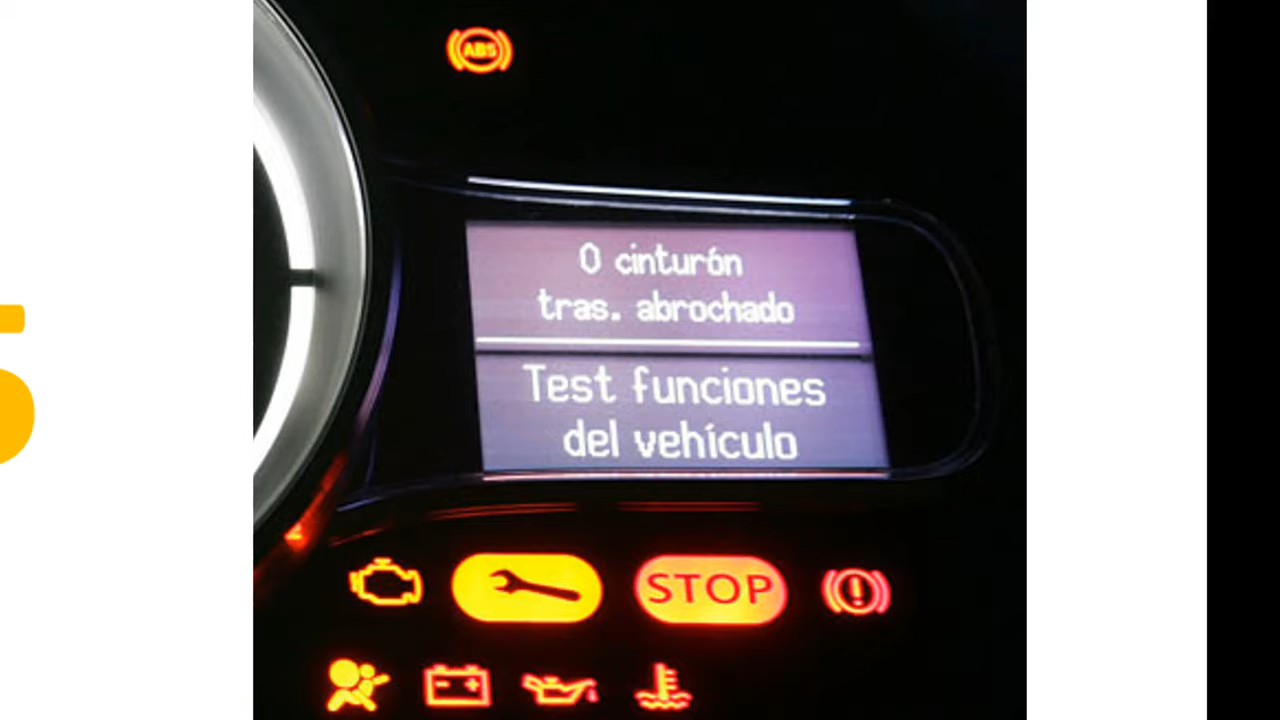 ABS
0 cinturón
tras. abrochado
Test funciones
del vehículo
STOP